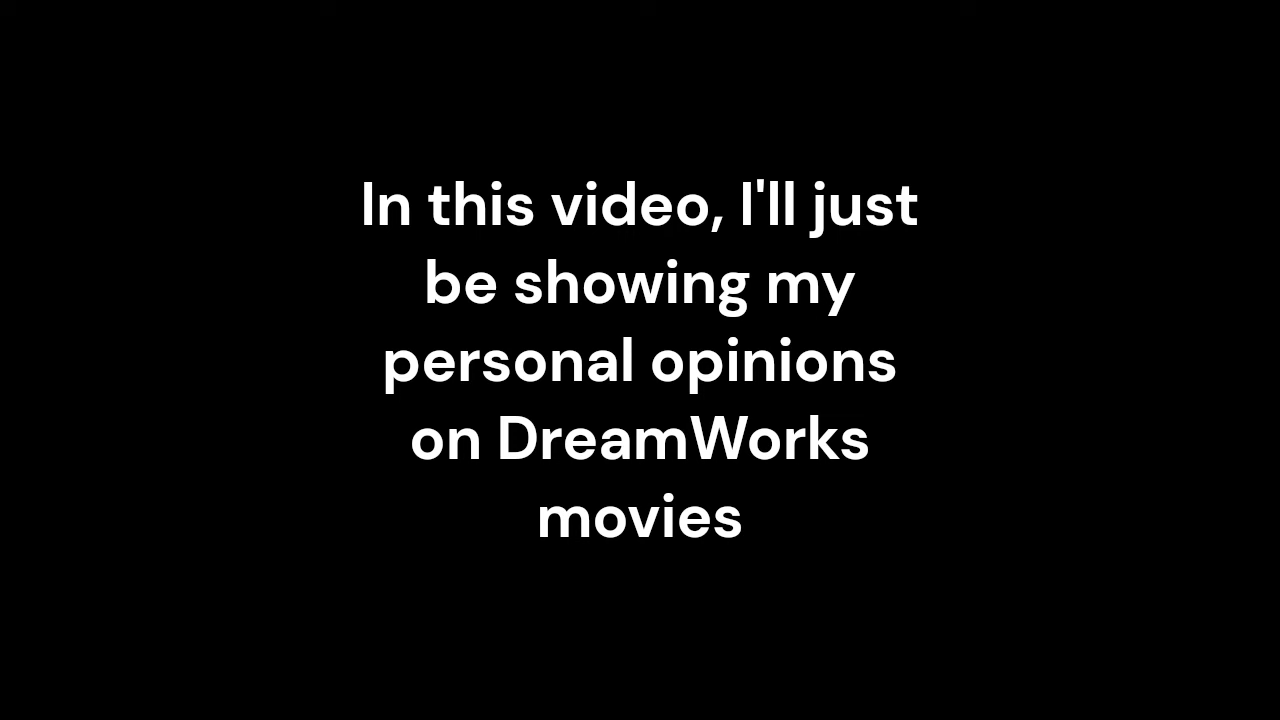 In this video, I'll just
be showing my
personal opinions
on DreamWorks
movies